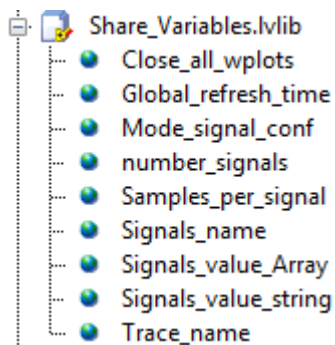 Share_Variables.lvlib
Close_all_wplots
Global_refresh_time
Mode_signal_conf
number_signals
Samples_per_signal
Signals_name
Signals_value_Array
Signals_value_string
Trace_name